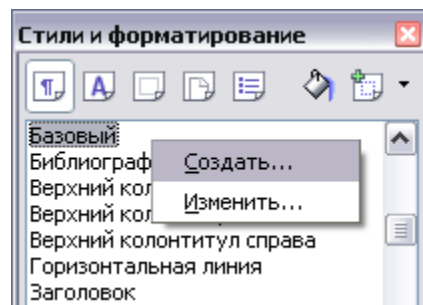 Стили и форматирование
Базовый
Библиограф
Создать...
Верхний кол
Изменить...
Верхний кол
Верхний колонтитул справа
Горизонтальная линия
Заголовок